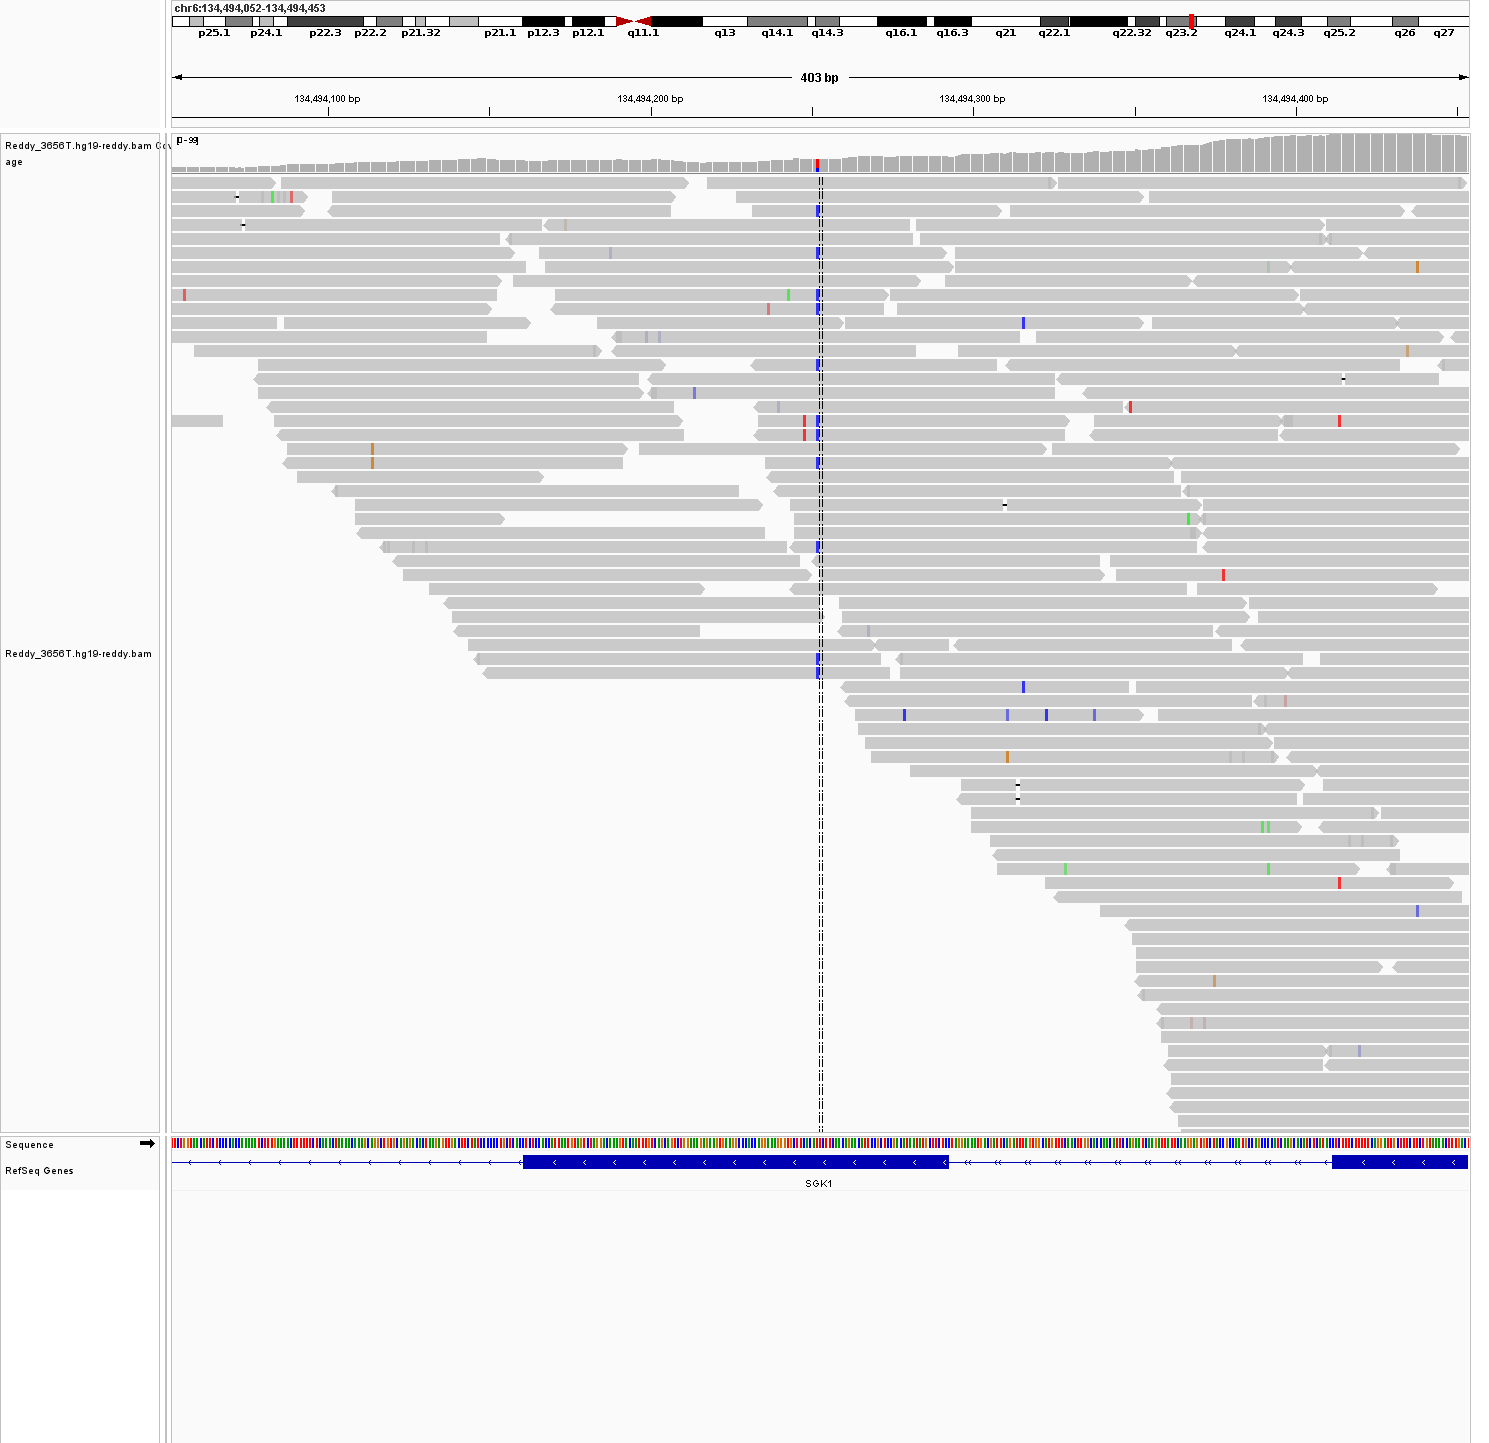 chr6:134,494,052-134,494,453
p25.1 p24.1 p22.3 p22.2 p21.32 p21.1 p12.3 p12.1 q11.1 q13 q14.1 q14.3 q16.1 q16.3 q21 q22.1 q22.32 q23.2 q24.1 q24.3 q25.2 q26 q27
403 bp
134,494,100 bp 134,494,200 bp 134,494,300 bp 134,494,400 bp
[0-99]
Reddy_3656T.hg19-reddy.bam Cov
age
Reddy_3656T.hg19-reddy.bam
Sequence
RefSeq Genes
SGK1